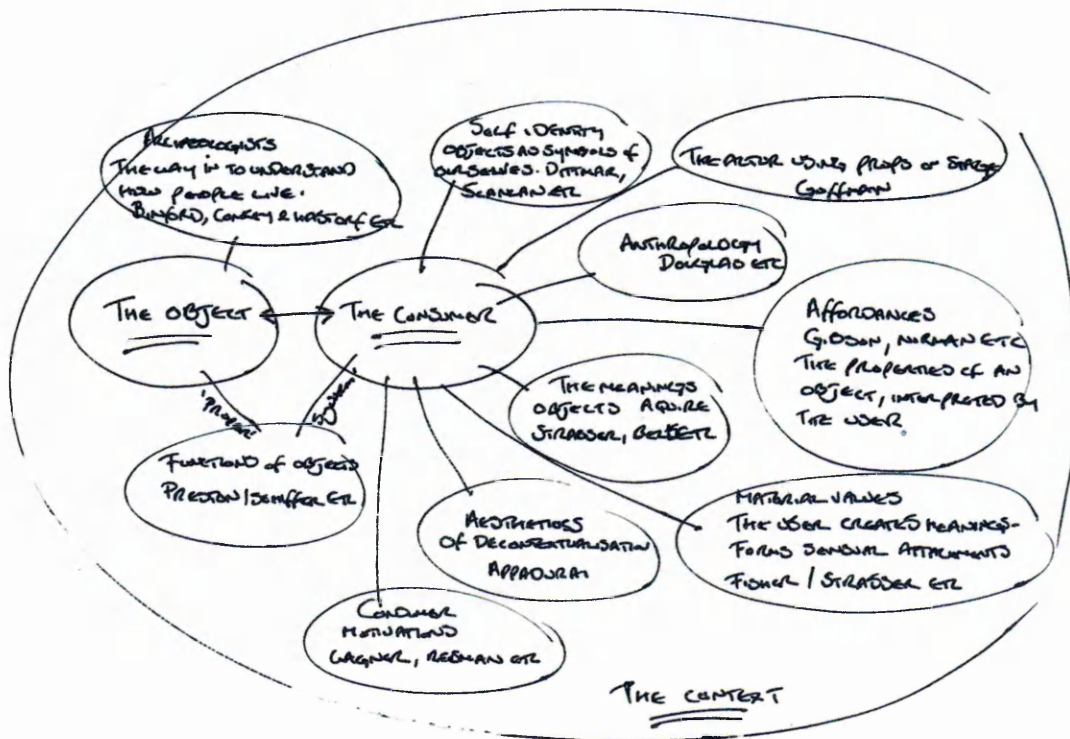 ARCHAEOLOGISTS
THE WAY IN TO UNDERSTAND
HOW PEOPLE LIVE.
BINFORD, CONKEY & HASTORF ETC
SELF IDENTITY
OBJECTS AS SYMBOLS OF
OURSELVES. DITTMAR,
SCANLAN ETC
THE ACTOR USING PROPS ON STAGE
GOFFMAN
ANTHROPOLOGY
DOUGLAS ETC
THE OBJECT
THE CONSUMER
AFFORDANCES
GIBSON, NORMAN ETC
THE PROPERTIES OF AN
OBJECT, INTERPRETED BY
THE USER.
THE MEANINGS
OBJECTS AQUIRE
STRASSER, BELK ETC
'PROPER'
'SYSTEM'
FUNCTIONS OF OBJECTS
PRESTON/SCHIFFER ETC
MATERIAL VALUES
THE USER CREATES MEANINGS-
FORMS SENSUAL ATTACHMENTS
FISHER / STRASSER ETC
AESTHETICS
OF DECONTEXTUALISATION
APPADURAI
CONSUMER
MOTIVATIONS
WAGNER, REDMAN ETC
THE CONTEXT